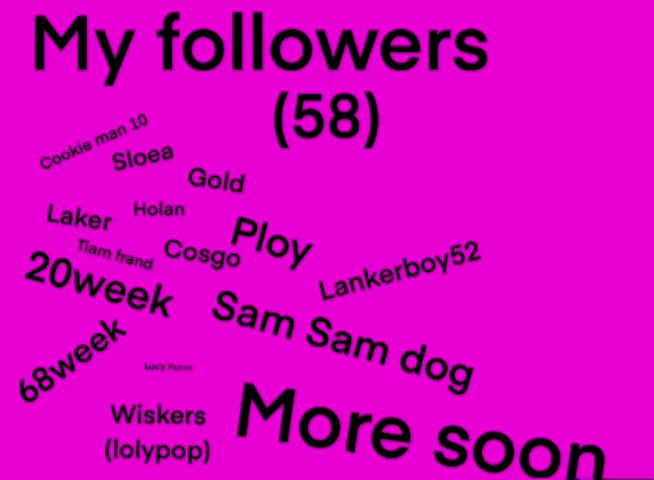 My followers
(58)
Cookie man 10
Sloea
Gold
Laker
Holan
Ploy
Tiam frand
Cosgo
Lankerboy52
20week
Sam Sam dog
68week
Lucy
Wiskers
(lolypop)
More soon